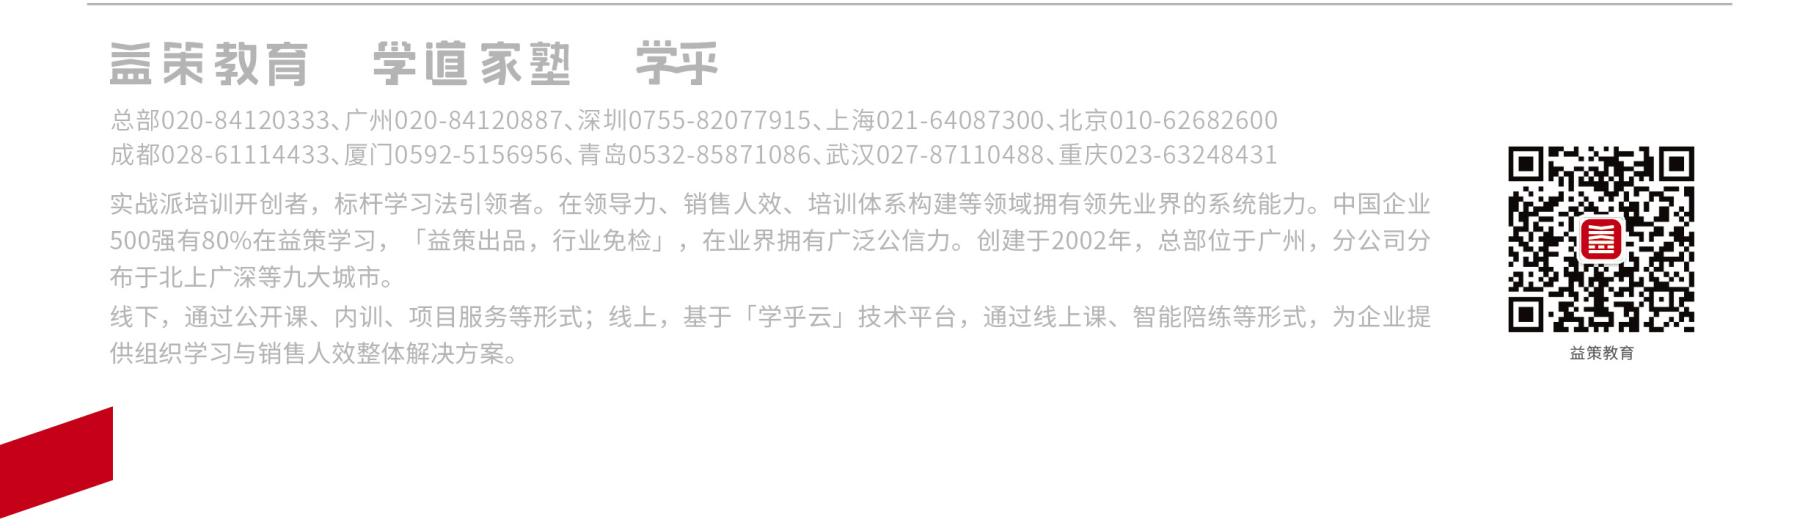 益策教育 学道家塾 学乎
总部020-84120333、广州020-84120887、深圳0755-82077915、上海021-64087300、北京010-62682600
成都028-61114433、厦门0592-5156956、青岛0532-85871086、武汉027-87110488、重庆023-63248431
实战派培训开创者，标杆学习法引领者。在领导力、销售人效、培训体系构建等领域拥有领先业界的系统能力。中国企业
500强有80%在益策学习，「益策出品，行业免检」，在业界拥有广泛公信力。创建于2002年，总部位于广州，分公司分
布于北上广深等九大城市。
线下，通过公开课、内训、项目服务等形式；线上，基于「学乎云」技术平台，通过线上课、智能陪练等形式，为企业提
供组织学习与销售人效整体解决方案。
益策教育